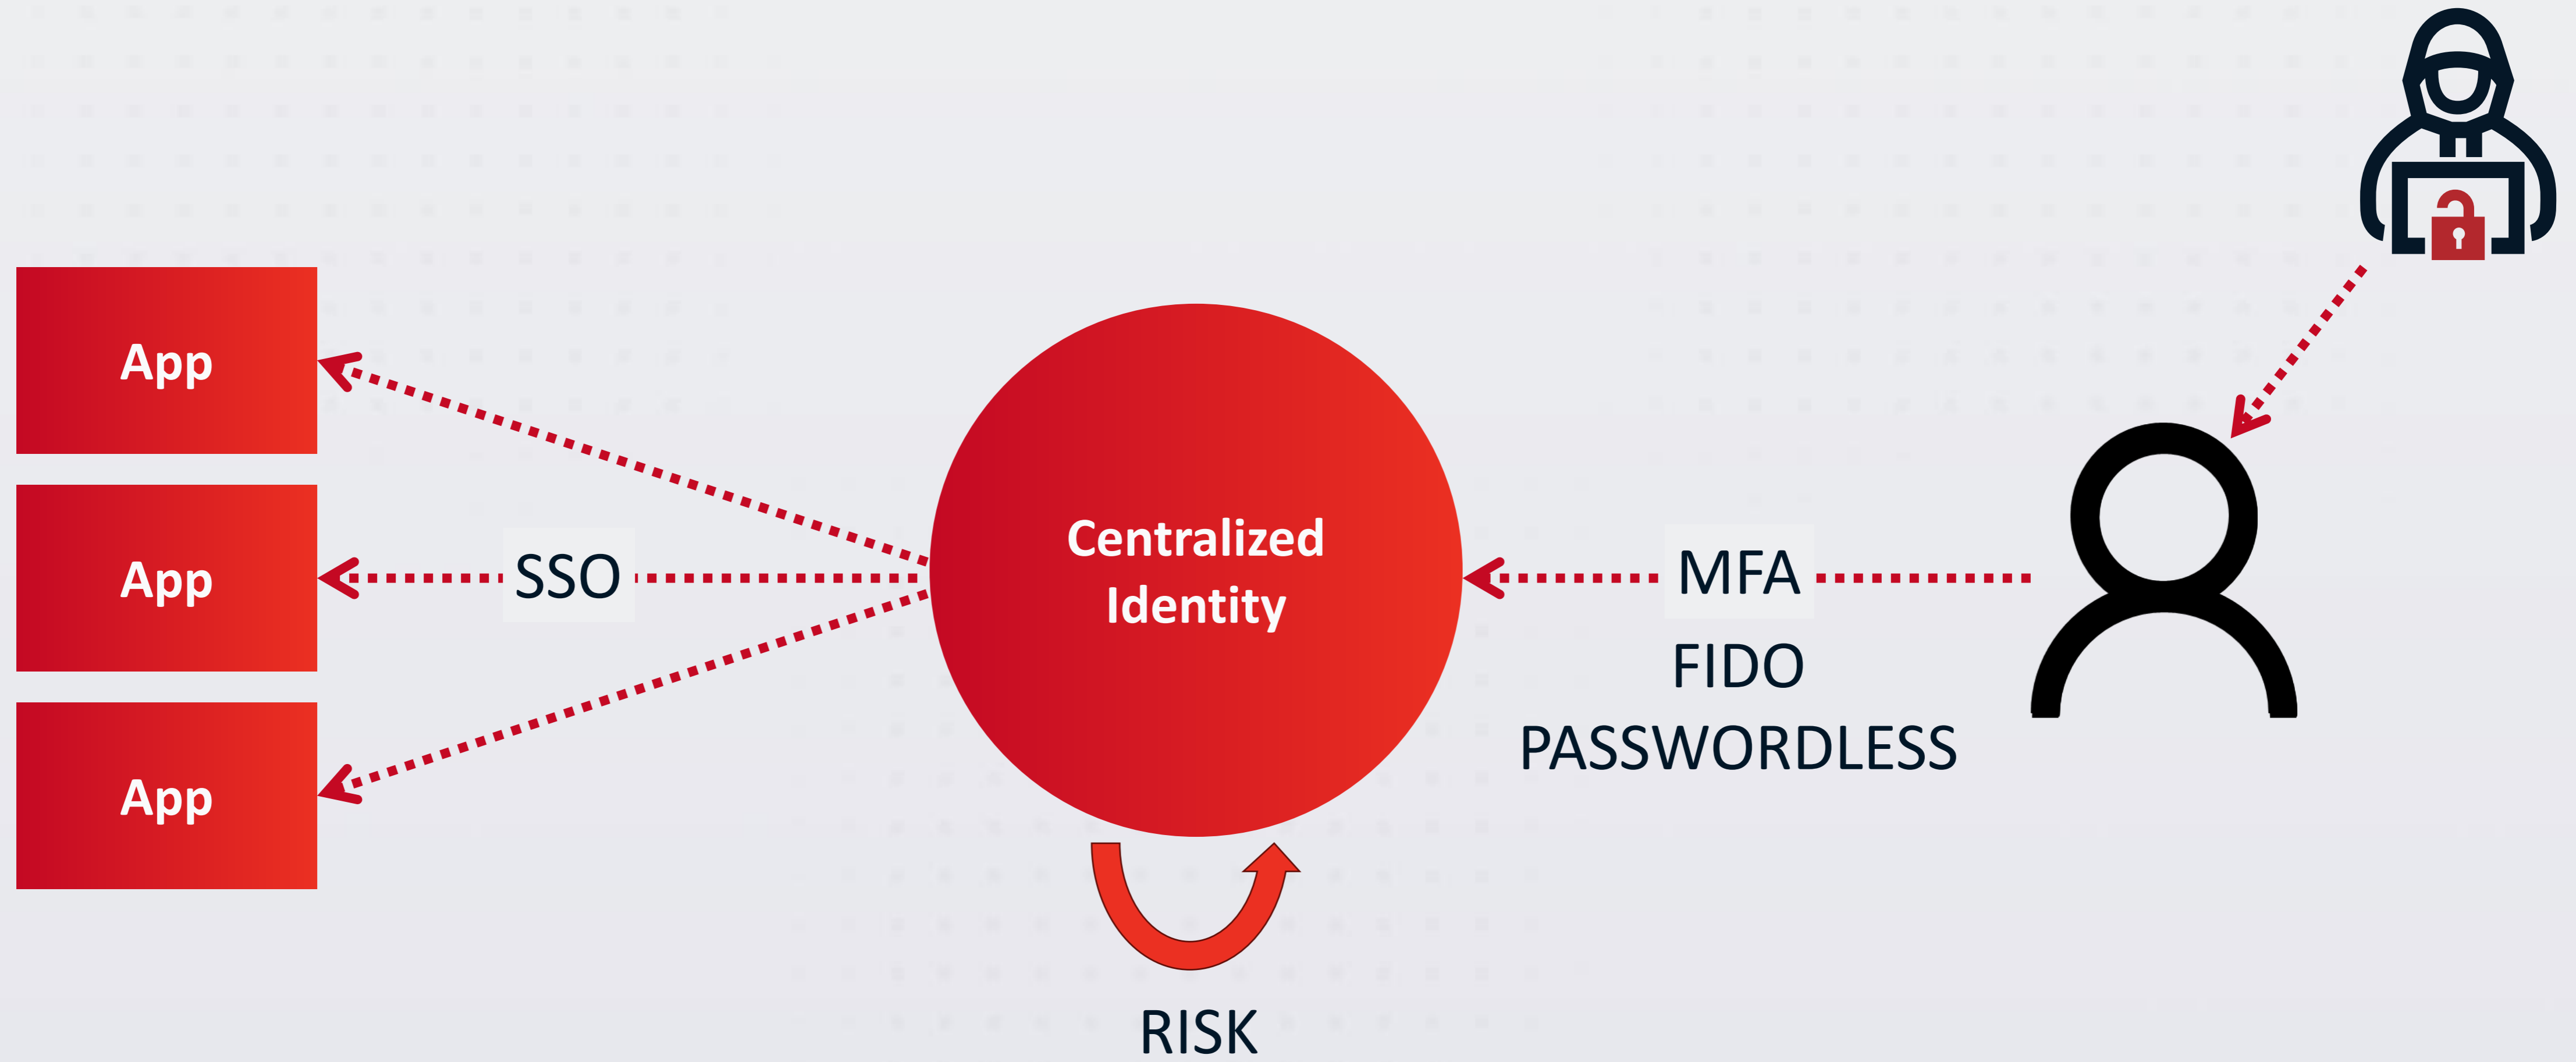 App
App
App
SSO
Centralized
Identity
MFA
FIDO
PASSWORDLESS
RISK